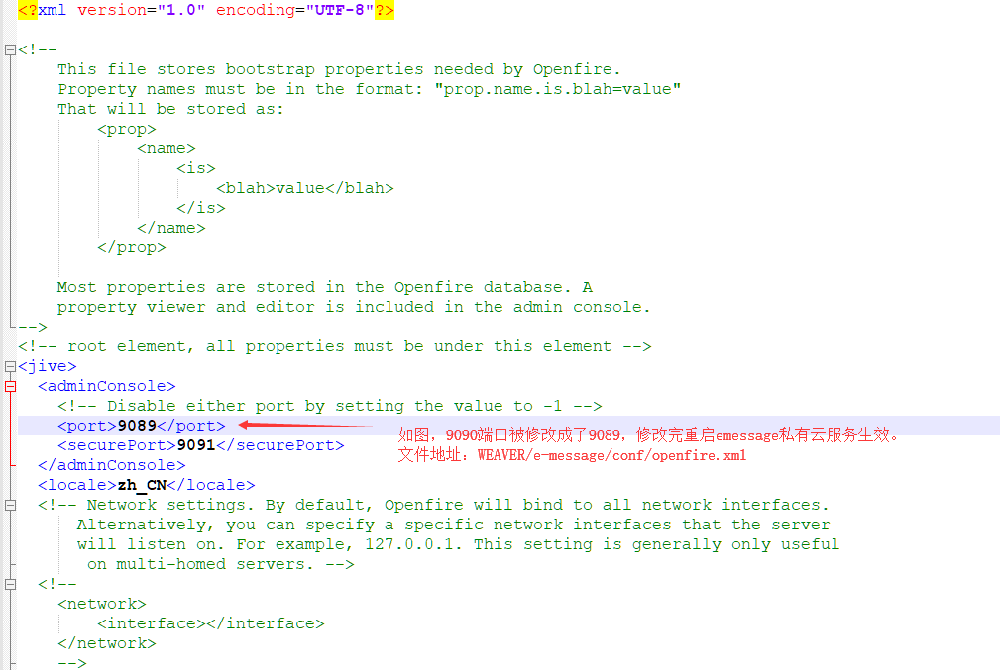 <?xml version="1.0" encoding="UTF-8"?>
<!--
This file stores bootstrap properties needed by Openfire.
Property names must be in the format: "prop.name.is.blah=value"
That will be stored as:
<prop>
<name>
<is>
<blah>value</blah>
</is>
</name>
</prop>
Most properties are stored in the Openfire database. A
property viewer and editor is included in the admin console.
-->
<!-- root element, all properties must be under this element -->
<jive>
<adminConsole>
<!-- Disable either port by setting the value to -1 -->
<port>9089</port>
如图，9090端口被修改成了9089，修改完重启emessage私有云服务生效。
<securePort>9091</securePort>
文件地址：WEAVER/e-message/conf/openfire.xml
</adminConsole>
<locale>zh_CN</locale>
<!-- Network settings. By default, Openfire will bind to all network interfaces.
Alternatively, you can specify a specific network interfaces that the server
will listen on. For example, 127.0.0.1. This setting is generally only useful
on multi-homed servers. -->
<!--
<network>
<interface></interface>
</network>
-->